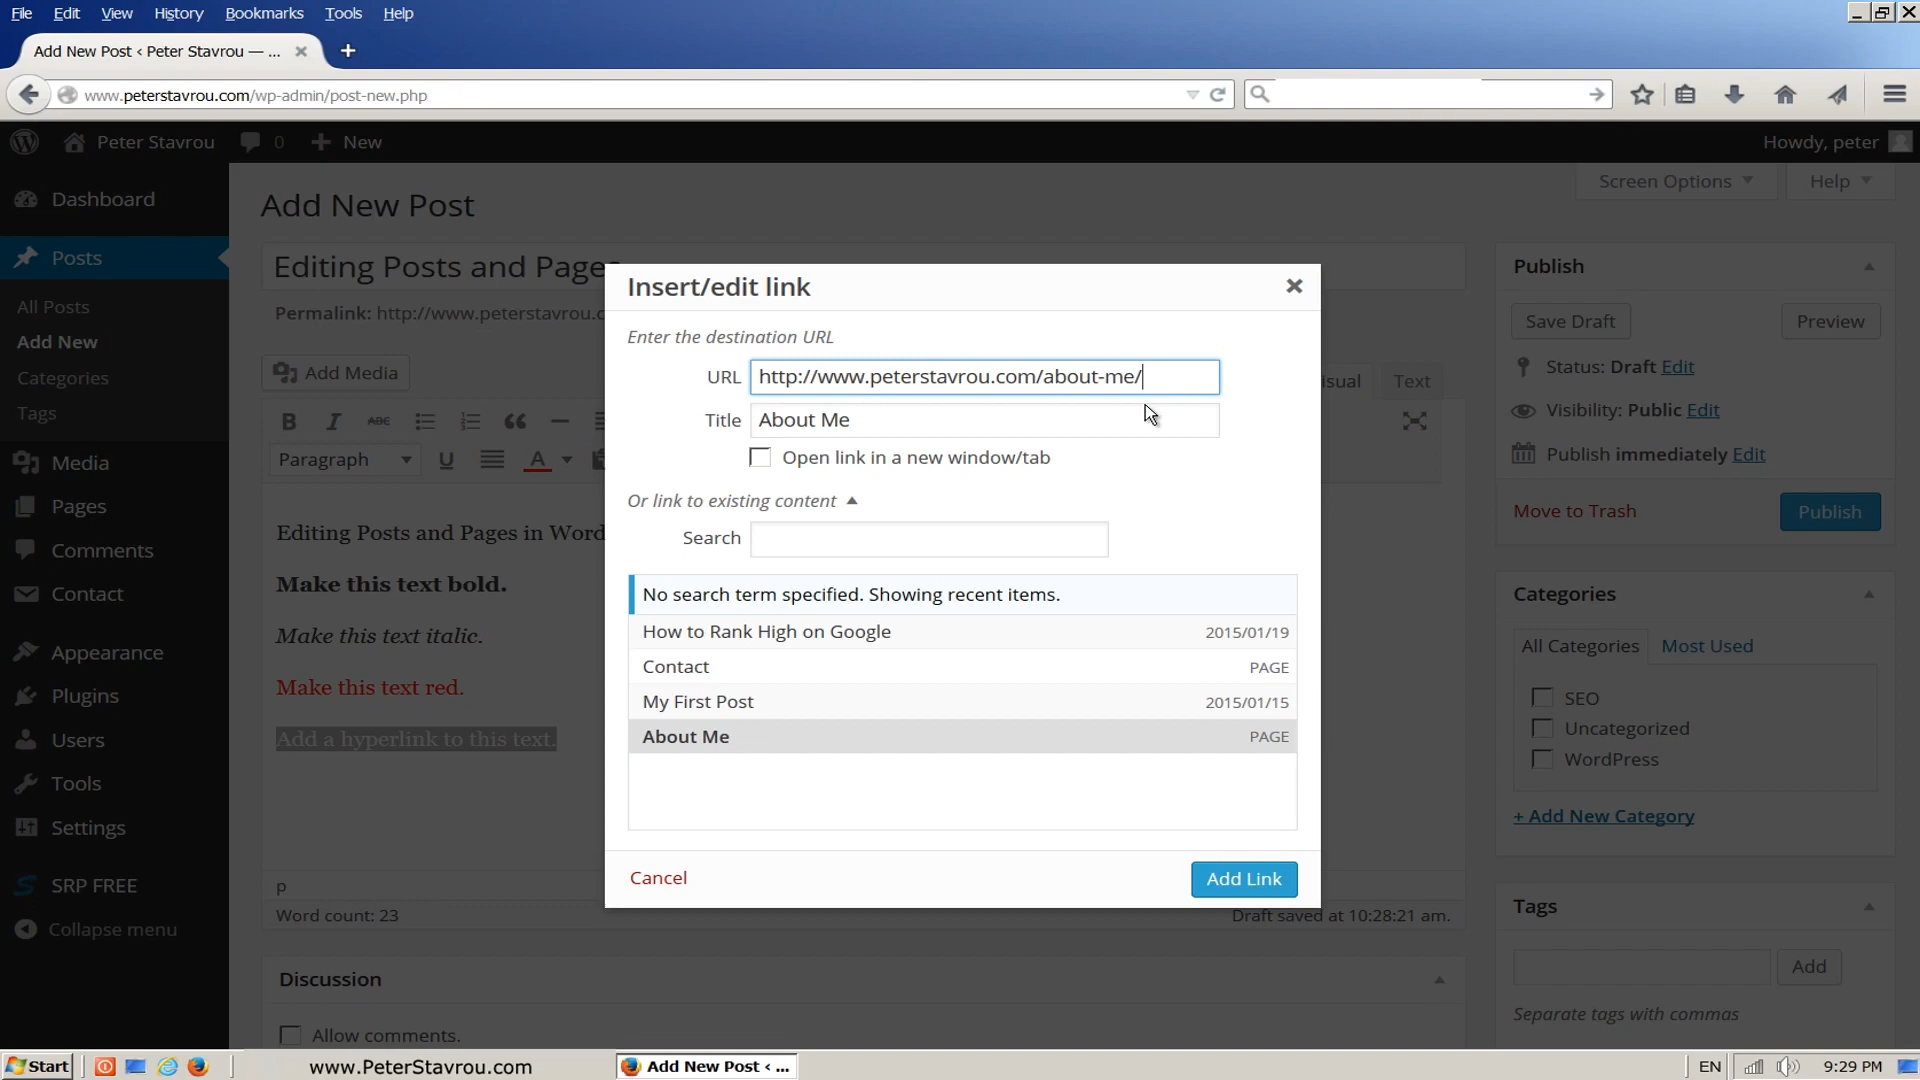 File Edit View History Bookmarks Tools Help
Add New Post ‹ Peter Stavrou — ...
www.peterstavrou.com/wp-admin/post-new.php
Peter Stavrou 0 New
Howdy, peter
Dashboard
Posts
All Posts
Add New
Categories
Tags
Media
Pages
Comments
Contact
Appearance
Plugins
Users
Tools
Settings
SRP FREE
Collapse menu
Add New Post
Screen Options Help
Editing Posts and Pages
Permalink: http://www.peterstavrou.c
Add Media
Text
B I ABC
Paragraph U A
Editing Posts and Pages in Word
Make this text bold.
Make this text italic.
Make this text red.
Add a hyperlink to this text.
p
Word count: 23
Draft saved at 10:28:21 am.
Discussion
Allow comments.
Insert/edit link
Enter the destination URL
URL http://www.peterstavrou.com/about-me/
Title About Me
Open link in a new window/tab
Or link to existing content
Search
No search term specified. Showing recent items.
How to Rank High on Google 2015/01/19
Contact PAGE
My First Post 2015/01/15
About Me PAGE
Cancel Add Link
Publish
Save Draft Preview
Status: Draft Edit
Visibility: Public Edit
Publish immediately Edit
Move to Trash Publish
Categories
All Categories Most Used
SEO
Uncategorized
WordPress
+ Add New Category
Tags
Add
Separate tags with commas
Start www.PeterStavrou.com Add New Post ‹ ... EN 9:29 PM